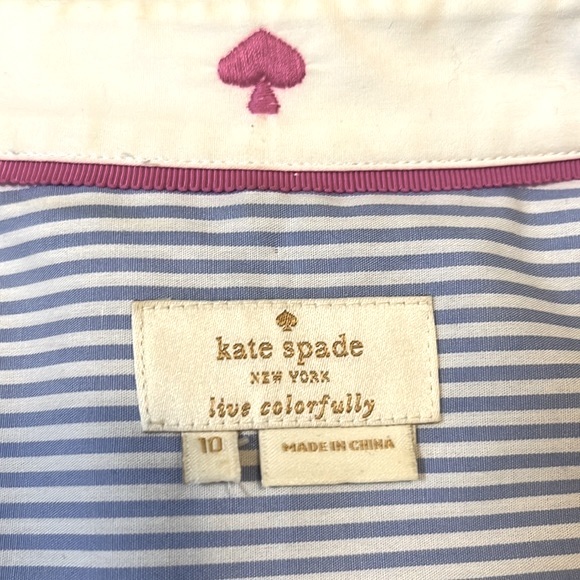 kate spade
NEW YORK
live colorfully
10
MADE IN CHINA